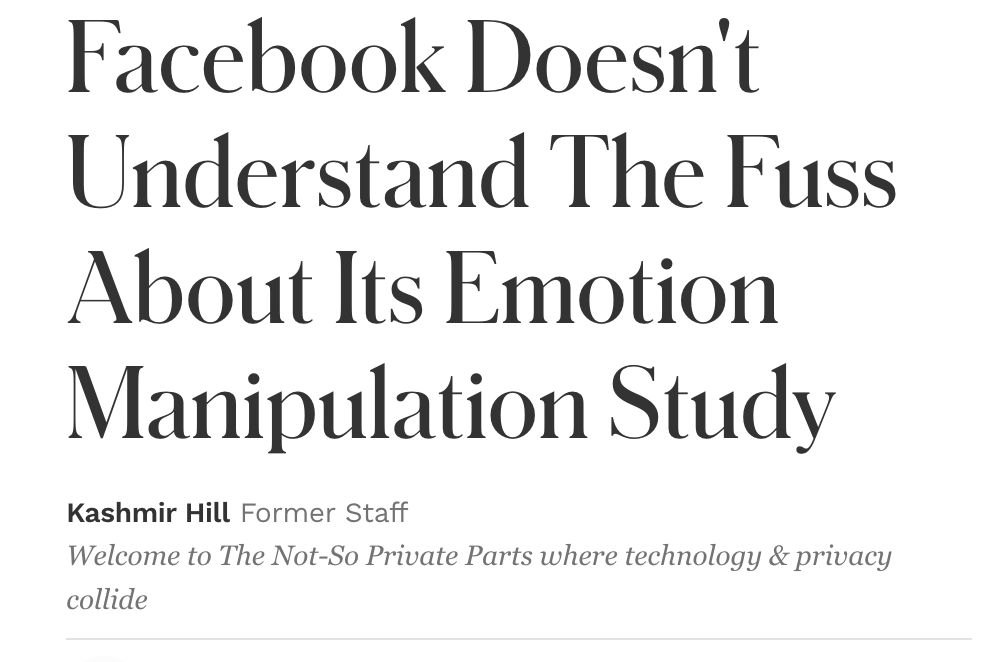 Facebook Doesn't
Understand The Fuss
About Its Emotion
Manipulation Study
Kashmir Hill Former Staff
Welcome to The Not-So Private Parts where technology & privacy
collide